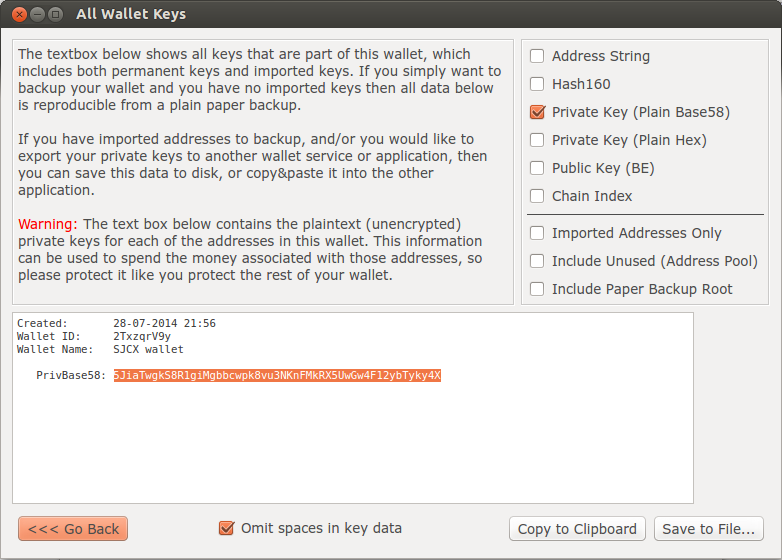 All Wallet Keys
The textbox below shows all keys that are part of this wallet, which
includes both permanent keys and imported keys. If you simply want to
backup your wallet and you have no imported keys then all data below
is reproducible from a plain paper backup.
If you have imported addresses to backup, and/or you would like to
export your private keys to another wallet service or application, then
you can save this data to disk, or copy&paste it into the other
application.
Warning: The text box below contains the plaintext (unencrypted)
private keys for each of the addresses in this wallet. This information
can be used to spend the money associated with those addresses, so
please protect it like you protect the rest of your wallet.
Address String
Hash160
Private Key (Plain Base58)
Private Key (Plain Hex)
Public Key (BE)
Chain Index
Imported Addresses Only
Include Unused (Address Pool)
Include Paper Backup Root
Created: 28-07-2014 21:56
Wallet ID: 2TxzqrV9y
Wallet Name: SJCX wallet
PrivBase58: 5JiaTwgkS8R1giMgbbcwpk8vu3NKnFMkRX5UwGw4F12ybTyky4X
<<< Go Back
Omit spaces in key data
Copy to Clipboard
Save to File...